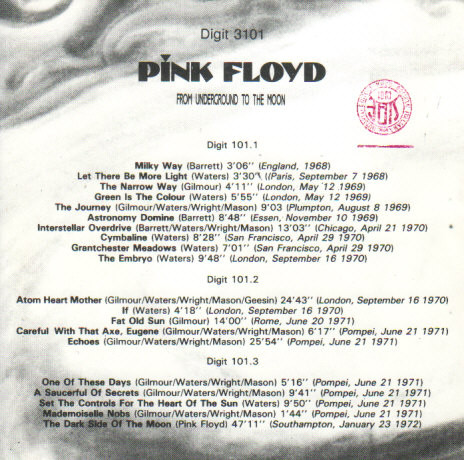 Digit 3101
PINK FLOYD
FROM UNDERGROUND TO THE MOON
Digit 101.1
Milky Way (Barrett) 3'06" (England, 1968)
Let There Be More Light (Waters) 3'30" (Paris, September 7 1968)
The Narrow Way (Gilmour) 4'11" (London, May 12 1969)
Green Is The Colour (Waters) 5'55" (London, May 12 1969)
The Journey (Gilmour/Waters/Wright/Mason) 9'03 (Plumpton, August 8 1969)
Astronomy Domine (Barrett) 8'48" (Essen, November 10 1969)
Interstellar Overdrive (Barrett/Waters/Wright/Mason) 13'03" (Chicago, April 21 1970)
Cymbaline (Waters) 8'28" (San Francisco, April 29 1970)
Grantchester Meadows (Waters) 7'01" (San Francisco, April 29 1970)
The Embryo (Waters) 9'48" (London, September 16 1970)
Digit 101.2
Atom Heart Mother (Gilmour/Waters/Wright/Mason/Geesin) 24'43" (London, September 16 1970)
If (Waters) 4'18" (London, September 16 1970)
Fat Old Sun (Gilmour) 14'00" (Rome, June 20 1971)
Careful With That Axe, Eugene (Gilmour/Waters/Wright/Mason) 6'17" (Pompei, June 21 1971)
Echoes (Gilmour/Waters/Wright/Mason) 25'54" (Pompei, June 21 1971)
Digit 101.3
One Of These Days (Gilmour/Waters/Wright/Mason) 5'16" (Pompei, June 21 1971)
A Saucerful Of Secrets (Gilmour/Waters/Wright/Mason) 9'41" (Pompei, June 21 1971)
Set The Controls For The Heart Of The Sun (Waters) 9'50" (Pompei, June 21 1971)
Mademoiselle Nobs (Gilmour/Waters/Wright/Mason) 1'44" (Pompei, June 21 1971)
The Dark Side Of The Moon (Pink Floyd) 47'11" (Southampton, January 23 1972)